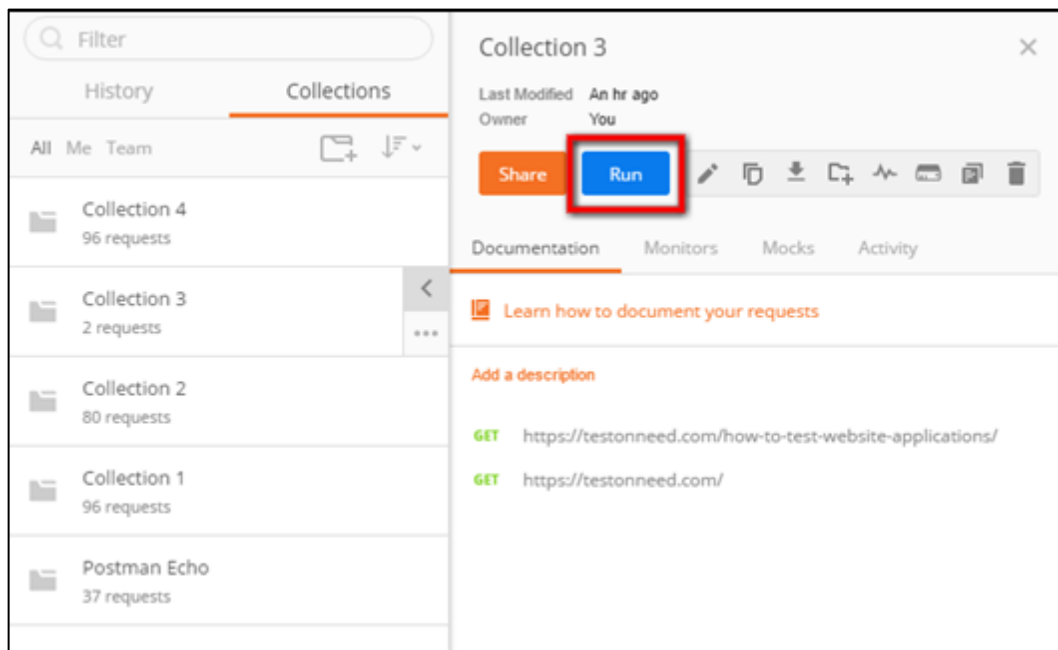 Filter
History Collections
All Me Team
Collection 4
96 requests
Collection 3
2 requests
Collection 2
80 requests
Collection 1
96 requests
Postman Echo
37 requests
Collection 3
Last Modified An hr ago
Owner You
Share Run
Documentation Monitors Mocks Activity
Learn how to document your requests
Add a description
GET https://testonneed.com/how-to-test-website-applications/
GET https://testonneed.com/